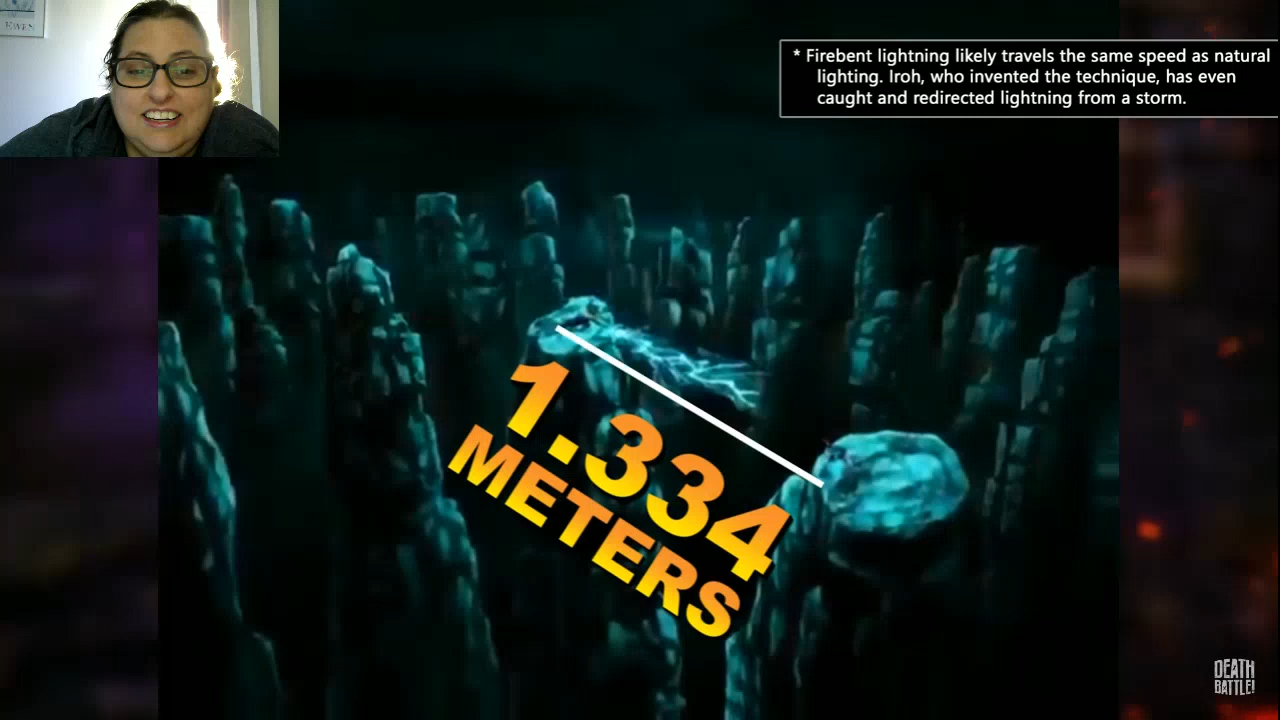 KWEN
* Firebent lightning likely travels the same speed as natural
lighting. Iroh, who invented the technique, has even
caught and redirected lightning from a storm.
1.334
METERS
DEATH
BATTLE!